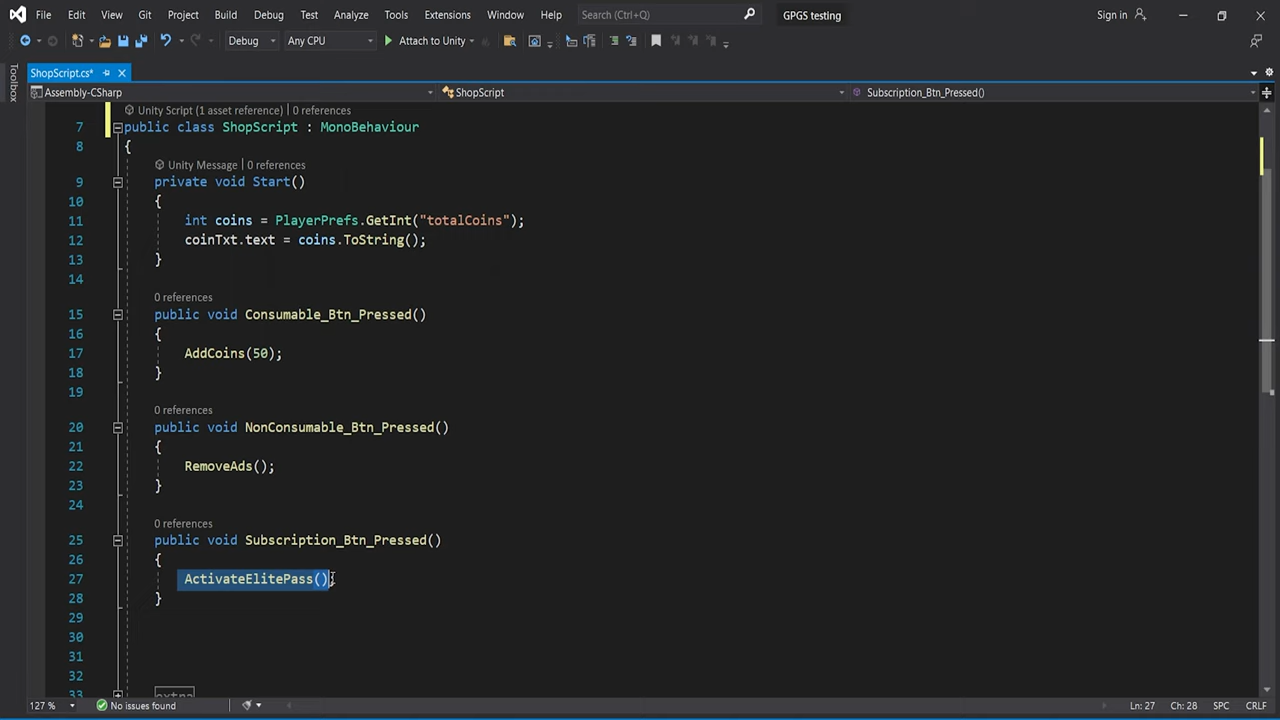 File Edit View Git Project Build Debug Test Analyze Tools Extensions Window Help Search (Ctrl+Q) GPGS testing Sign in
Debug Any CPU Attach to Unity
Toolbox
ShopScript.cs*
Assembly-CSharp ShopScript Subscription_Btn_Pressed()
Unity Script (1 asset reference) | 0 references
7 public class ShopScript : MonoBehaviour
8 {
Unity Message | 0 references
9 private void Start()
10 {
11 int coins = PlayerPrefs.GetInt("totalCoins");
12 coinTxt.text = coins.ToString();
13 }
14
0 references
15 public void Consumable_Btn_Pressed()
16 {
17 AddCoins(50);
18 }
19
0 references
20 public void NonConsumable_Btn_Pressed()
21 {
22 RemoveAds();
23 }
24
0 references
25 public void Subscription_Btn_Pressed()
26 {
27 ActivateElitePass();
28 }
29
30
31
32
33 extra
127 % No issues found Ln: 27 Ch: 28 SPC CRLF